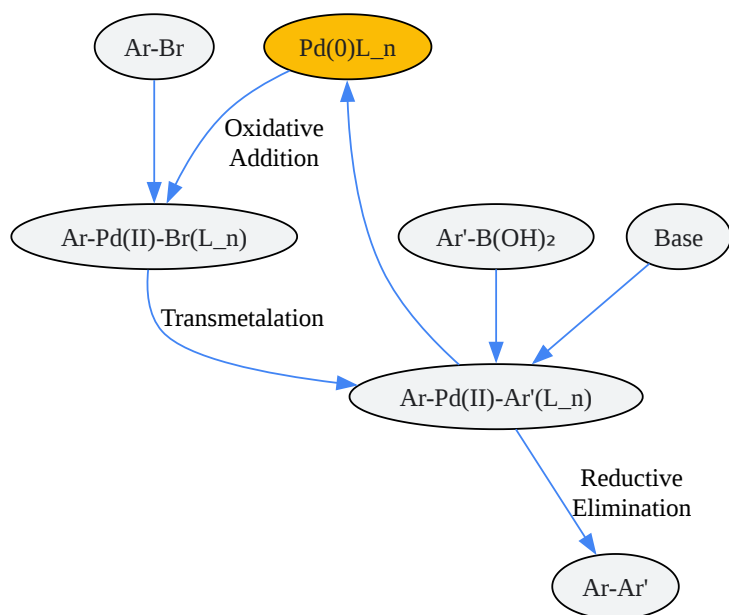 Ar-Br
Pd(0)L_n
Oxidative
Addition
Ar-Pd(II)-Br(L_n)
Ar'-B(OH)₂
Base
Transmetalation
Ar-Pd(II)-Ar'(L_n)
Reductive
Elimination
Ar-Ar'